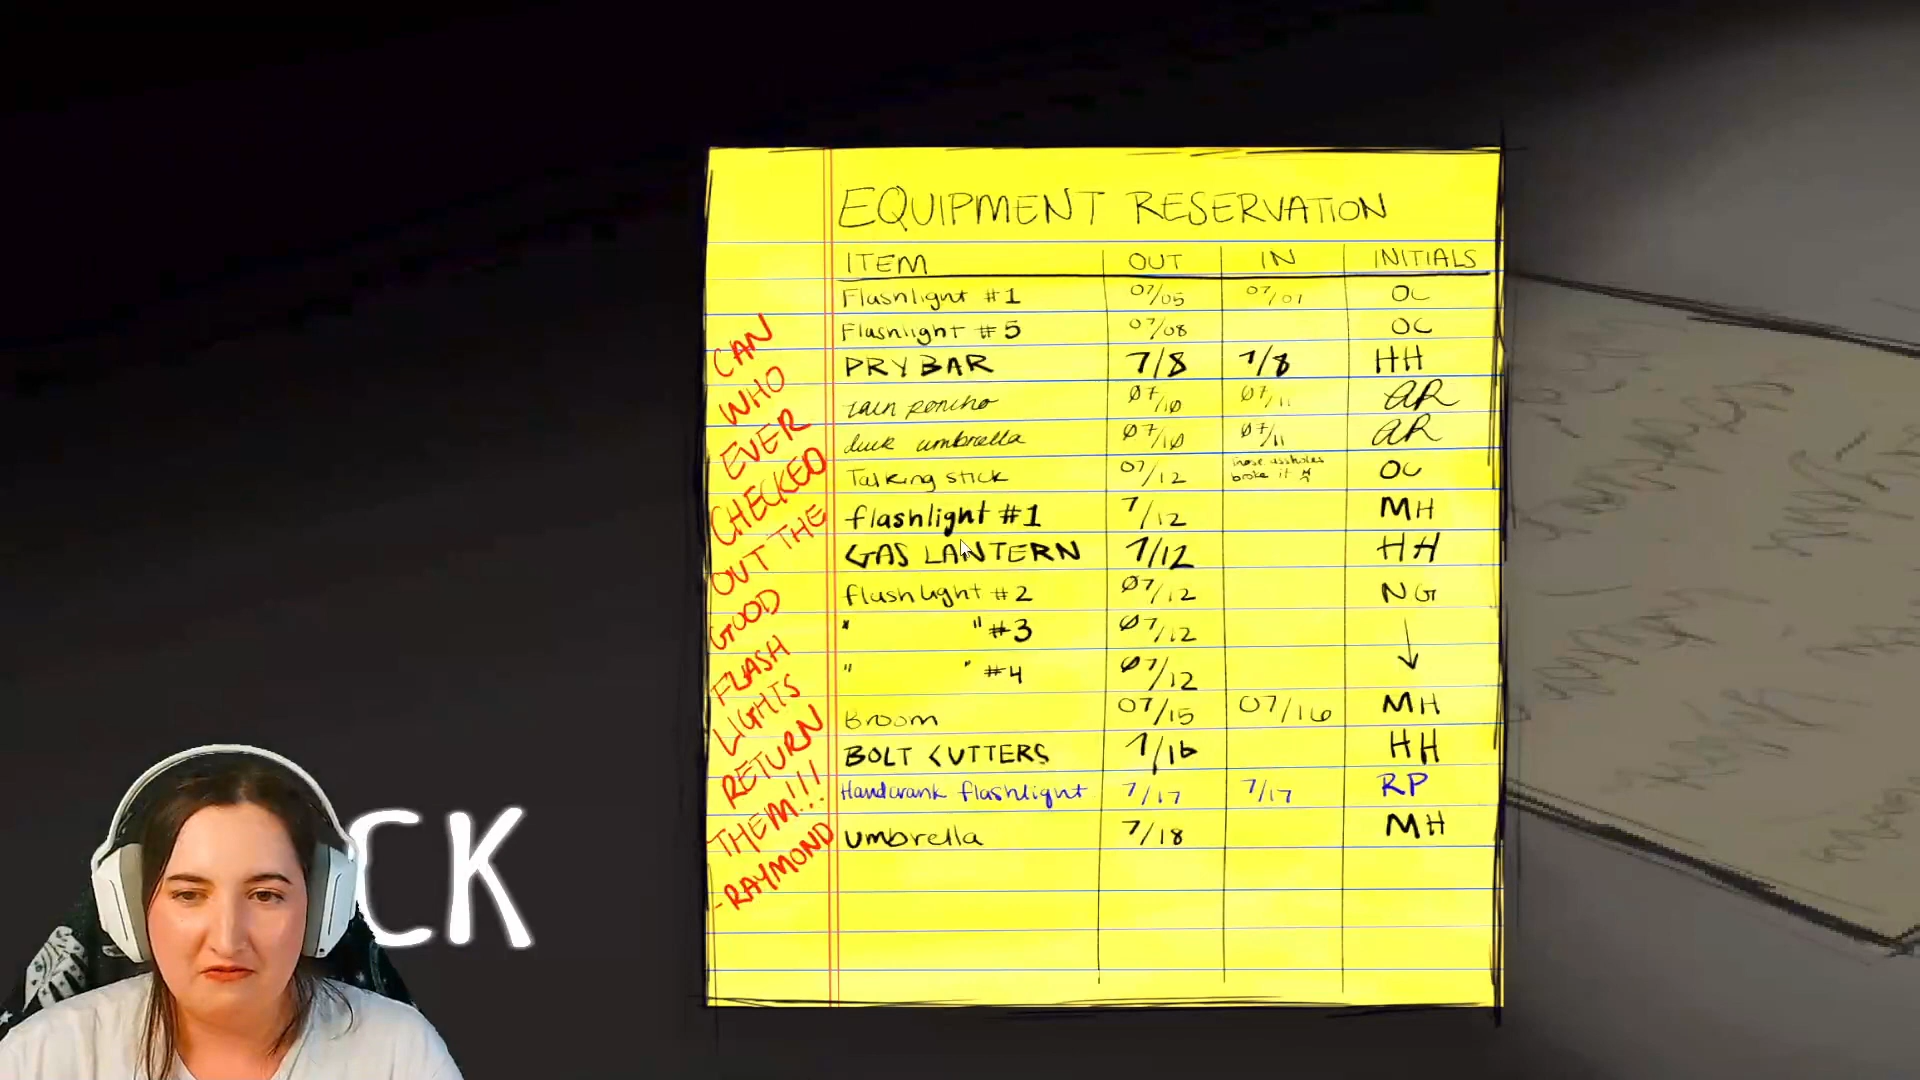 EQUIPMENT RESERVATION
ITEM OUT IN INITIALS
Flashlight #1 07/05 07/07 OC
Flashlight #5 07/08 OC
PRY BAR 7/8 7/8 HH
rain poncho 07/10 07/11 AR
duck umbrella 07/10 07/11 AR
Talking stick 07/12 those assholes broke it OC
flashlight #1 7/12 MH
GAS LANTERN 7/12 HH
flashlight #2 07/12 NG
" " #3 07/12
" " #4 07/12
Broom 07/15 07/16 MH
BOLT CUTTERS 7/16 HH
Handcrank flashlight 7/17 7/17 RP
umbrella 7/18 MH
CAN
WHO
EVER
CHECKED
OUT THE
GOOD
FLASH
LIGHTS
RETURN
THEM!!!
-RAYMOND
CK